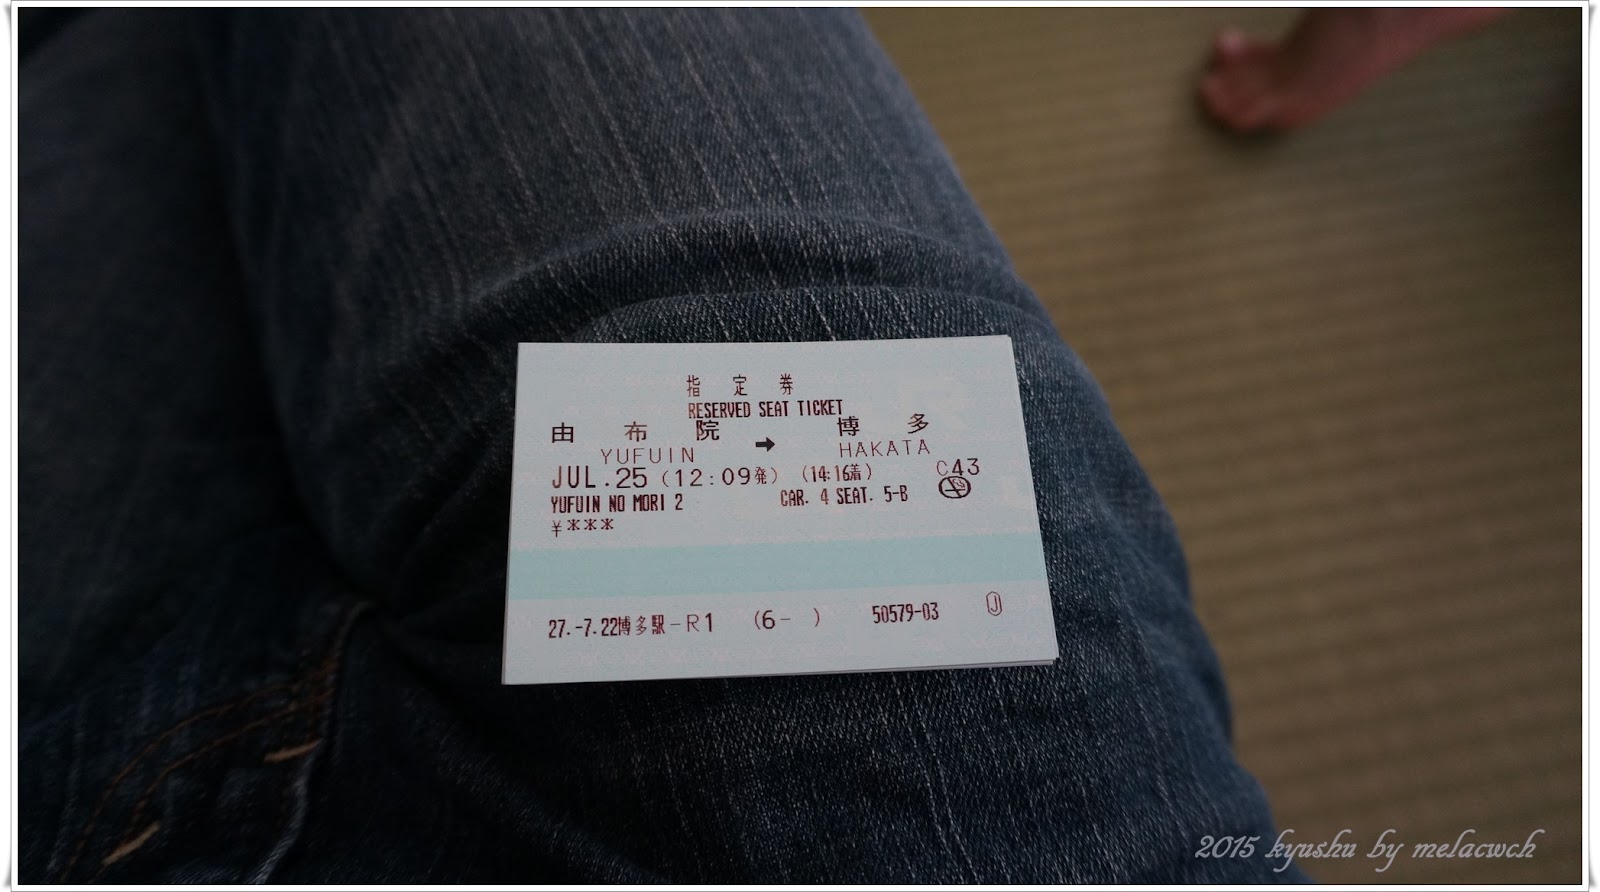 指定券
RESERVED SEAT TICKET
由布院 ➡ 博多
YUFUIN HAKATA
JUL.25(12:09発) (14:16着) C43
YUFUIN NO MORI 2 CAR. 4 SEAT. 5-B
¥***
27.-7.22博多駅-R1 (6- ) 50579-03 Ⓙ
2015 kyushu by melacwch